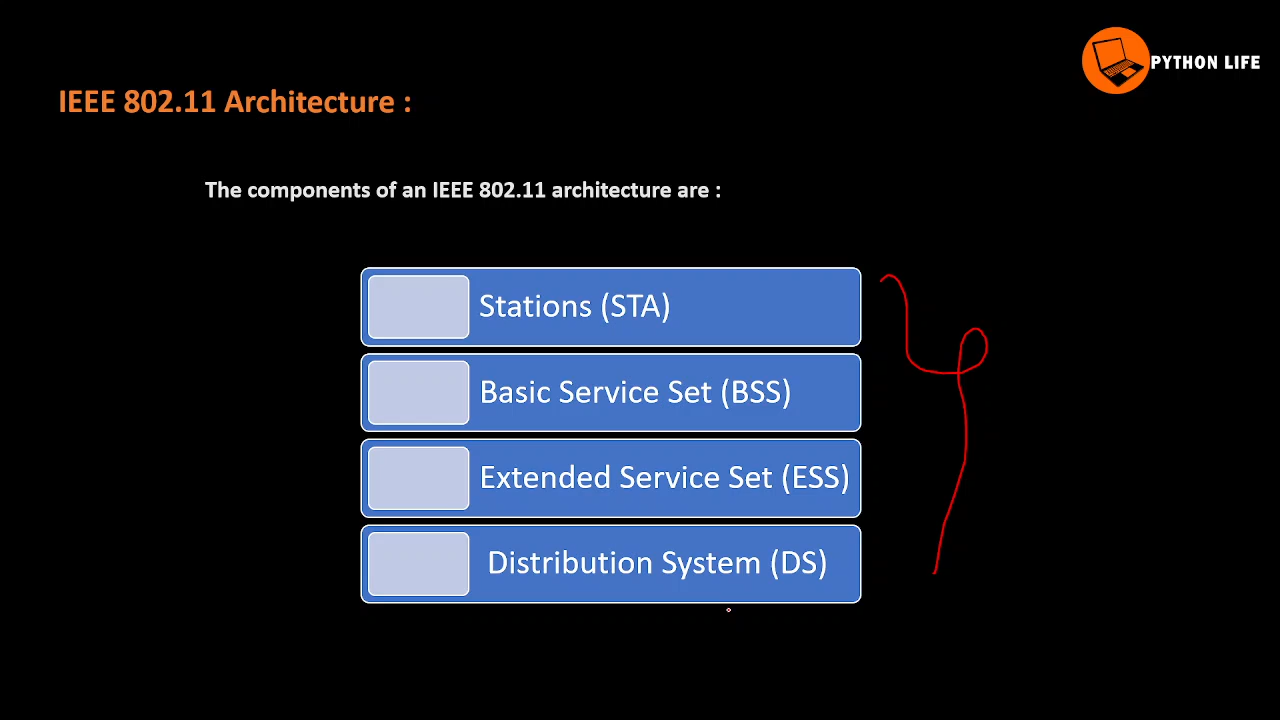 PYTHON LIFE
IEEE 802.11 Architecture :
The components of an IEEE 802.11 architecture are :
Stations (STA)
Basic Service Set (BSS)
Extended Service Set (ESS)
Distribution System (DS)